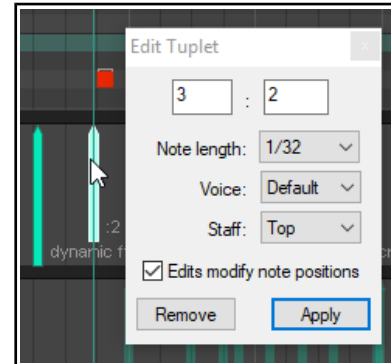 Edit Tuplet
3 : 2
Note length: 1/32
Voice: Default
:2
Staff: Top
dynamic
Edits modify note positions
Remove Apply